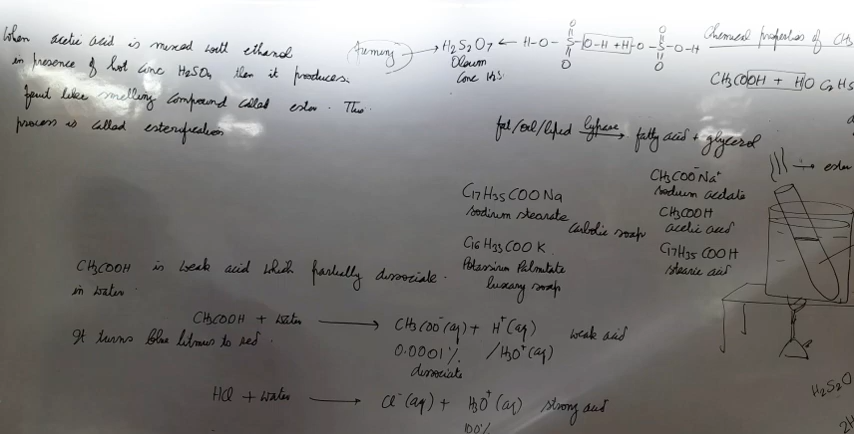 When acetic acid is mixed with ethanol
in presence of hot conc H2SO4 then it produces
fruit like smelling compound called ester. This
process is called esterification
fuming → H2S2O7 ← H-O-S-O-H + H-O-S-O-H
O O
O O
Oleum
Conc
Chemical properties of CH3
CH3COOH + HO C2H5
fat/oil/lipid lypase → fatty acid + glycerol
→ ester
C17H35COONa
sodium stearate
carbolic soap
C16H33COOK
Potassium Palmitate
luxury soap
CH3COO-Na+
sodium acetate
CH3COOH
acetic acid
C17H35COOH
stearic acid
CH3COOH is weak acid which partially dissociate
in water
CH3COOH + water → CH3COO-(aq) + H+(aq) weak acid
It turns blue litmus to red.
0.0001% /H3O+(aq)
dissociate
HCl + water → Cl-(aq) + H3O+(aq) strong acid
100%
H2S2O
2H